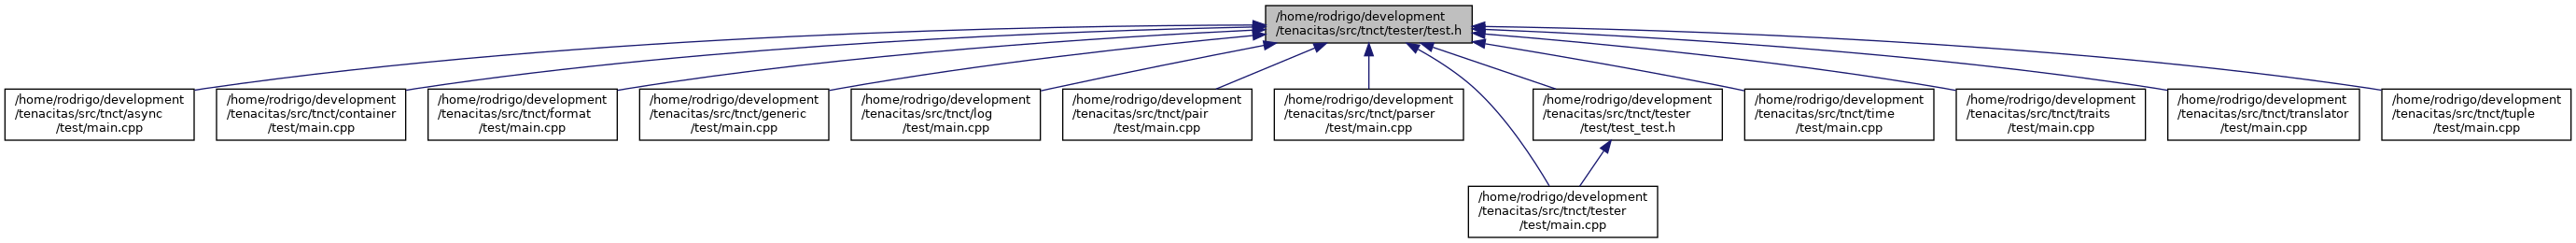 /home/rodrigo/development
/tenacitas/src/tnct/tester/test.h
/home/rodrigo/development
/tenacitas/src/tnct/async
/test/main.cpp
/home/rodrigo/development
/tenacitas/src/tnct/container
/test/main.cpp
/home/rodrigo/development
/tenacitas/src/tnct/format
/test/main.cpp
/home/rodrigo/development
/tenacitas/src/tnct/generic
/test/main.cpp
/home/rodrigo/development
/tenacitas/src/tnct/log
/test/main.cpp
/home/rodrigo/development
/tenacitas/src/tnct/pair
/test/main.cpp
/home/rodrigo/development
/tenacitas/src/tnct/parser
/test/main.cpp
/home/rodrigo/development
/tenacitas/src/tnct/tester
/test/test_test.h
/home/rodrigo/development
/tenacitas/src/tnct/time
/test/main.cpp
/home/rodrigo/development
/tenacitas/src/tnct/traits
/test/main.cpp
/home/rodrigo/development
/tenacitas/src/tnct/translator
/test/main.cpp
/home/rodrigo/development
/tenacitas/src/tnct/tuple
/test/main.cpp
/home/rodrigo/development
/tenacitas/src/tnct/tester
/test/main.cpp